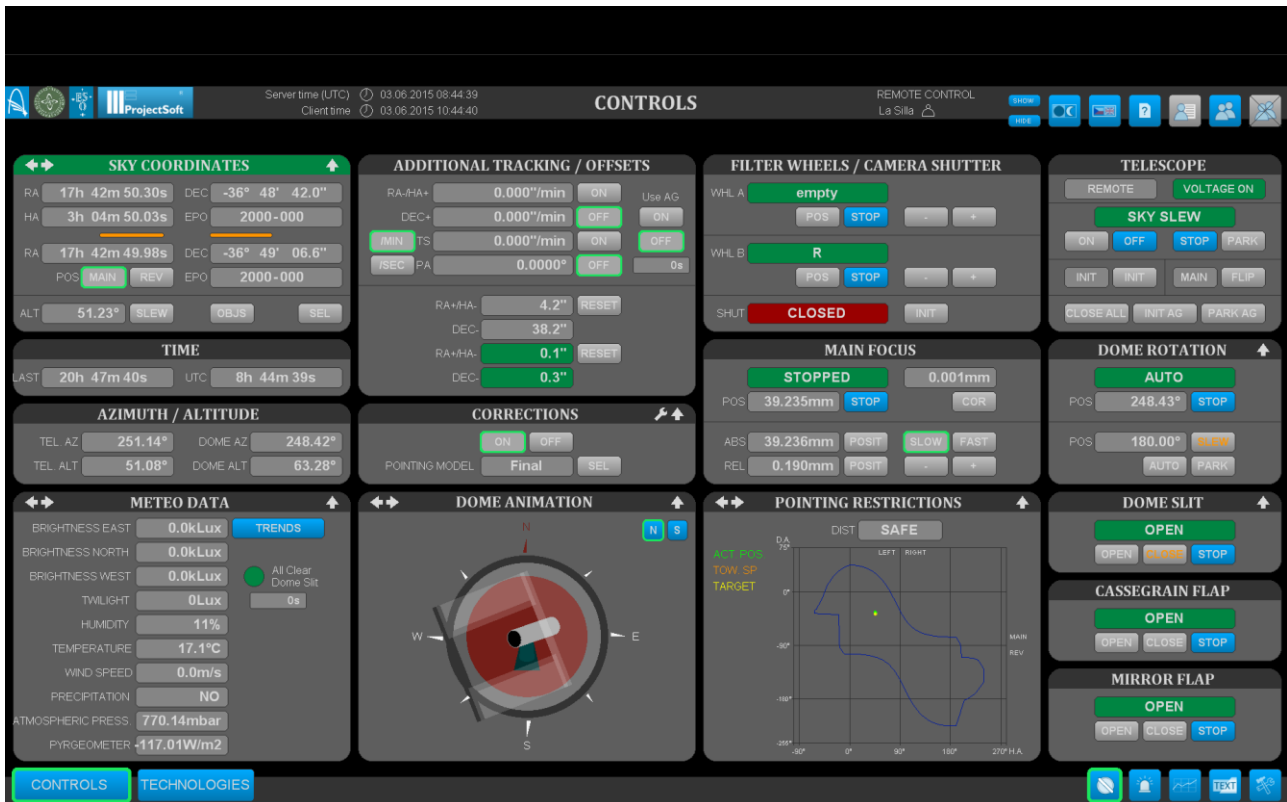 ES
O
ProjectSoft
Server time (UTC) 03.06.2015 08:44:39
Client time 03.06.2015 10:44:40
CONTROLS
REMOTE CONTROL
La Silla
SHOW
HIDE
SKY COORDINATES
RA 17h 42m 50.30s DEC -36° 48' 42.0"
HA 3h 04m 50.03s EPO 2000-000
RA 17h 42m 49.98s DEC -36° 49' 06.6"
POS MAIN REV EPO 2000-000
ALT 51.23° SLEW OBJS SEL
TIME
LAST 20h 47m 40s UTC 8h 44m 39s
AZIMUTH / ALTITUDE
TEL. AZ 251.14° DOME AZ 248.42°
TEL. ALT 51.08° DOME ALT 63.28°
METEO DATA
BRIGHTNESS EAST 0.0kLux TRENDS
BRIGHTNESS NORTH 0.0kLux
BRIGHTNESS WEST 0.0kLux All Clear
Dome Slit
TWILIGHT 0Lux 0s
HUMIDITY 11%
TEMPERATURE 17.1°C
WIND SPEED 0.0m/s
PRECIPITATION NO
ATMOSPHERIC PRESS. 770.14mbar
PYRGEOMETER -117.01W/m2
ADDITIONAL TRACKING / OFFSETS
RA-/HA+ 0.000"/min ON Use AG
DEC+ 0.000"/min OFF ON
/MIN TS 0.000"/min ON OFF
/SEC PA 0.0000° OFF 0s
RA+/HA- 4.2" RESET
DEC- 38.2"
RA+/HA- 0.1" RESET
DEC- 0.3"
CORRECTIONS
ON OFF
POINTING MODEL Final SEL
DOME ANIMATION
N S
N
W E
S
FILTER WHEELS / CAMERA SHUTTER
WHL A empty
POS STOP - +
WHL B R
POS STOP - +
SHUT CLOSED INIT
MAIN FOCUS
STOPPED 0.001mm
POS 39.235mm STOP COR
ABS 39.236mm POSIT SLOW FAST
REL 0.190mm POSIT - +
POINTING RESTRICTIONS
DIST SAFE
D.A.
75°
LEFT RIGHT
ACT. POS
TOW. SP
TARGET
0°
-90°
MAIN
REV
-180°
-255°
-90° 0° 90° 180° 270° H.A.
TELESCOPE
REMOTE VOLTAGE ON
SKY SLEW
ON OFF STOP PARK
INIT INIT MAIN FLIP
CLOSE ALL INIT AG PARK AG
DOME ROTATION
AUTO
POS 248.43° STOP
POS 180.00° SLEW
AUTO PARK
DOME SLIT
OPEN
OPEN CLOSE STOP
CASSEGRAIN FLAP
OPEN
OPEN CLOSE STOP
MIRROR FLAP
OPEN
OPEN CLOSE STOP
CONTROLS TECHNOLOGIES
TEXT